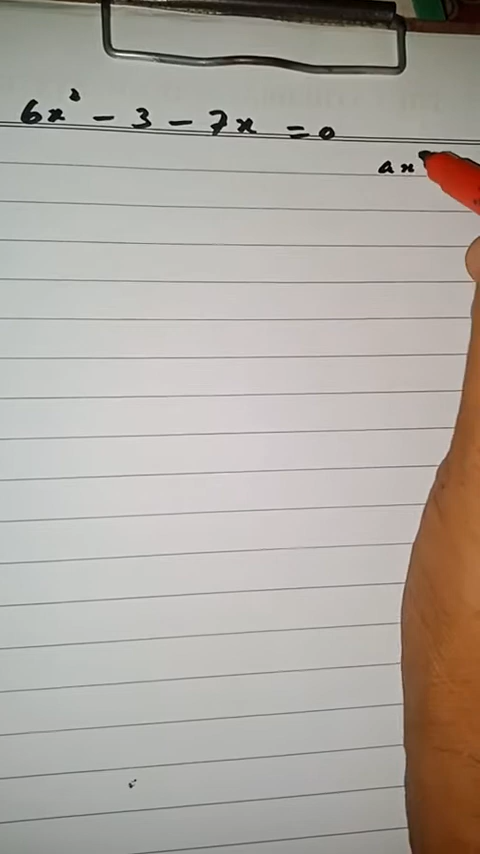 6x² - 3 - 7x = 0
ax